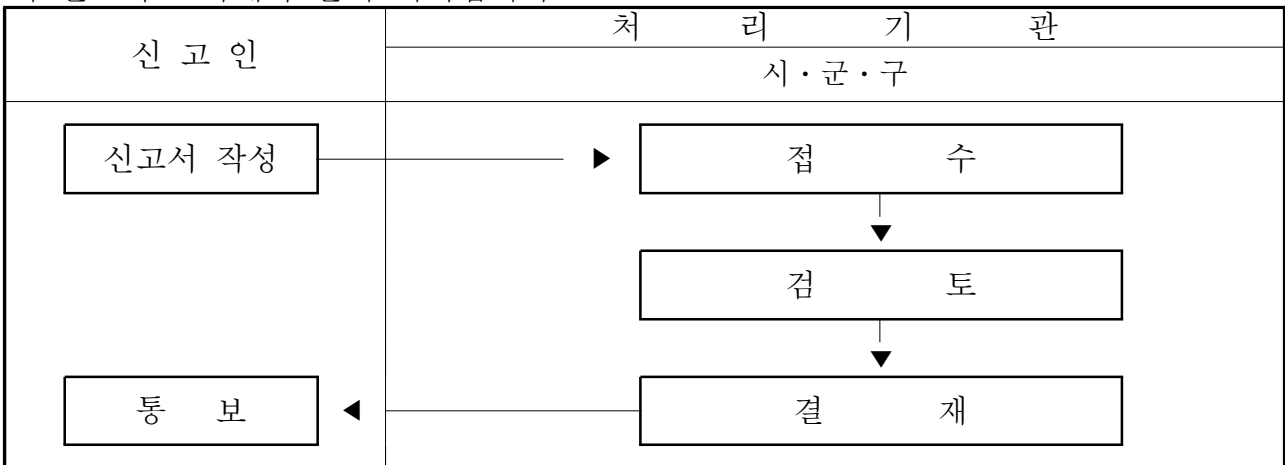 처 리 기 관
신 고 인
시·군·구
신고서 작성
접 수
검 토
통 보
결 재